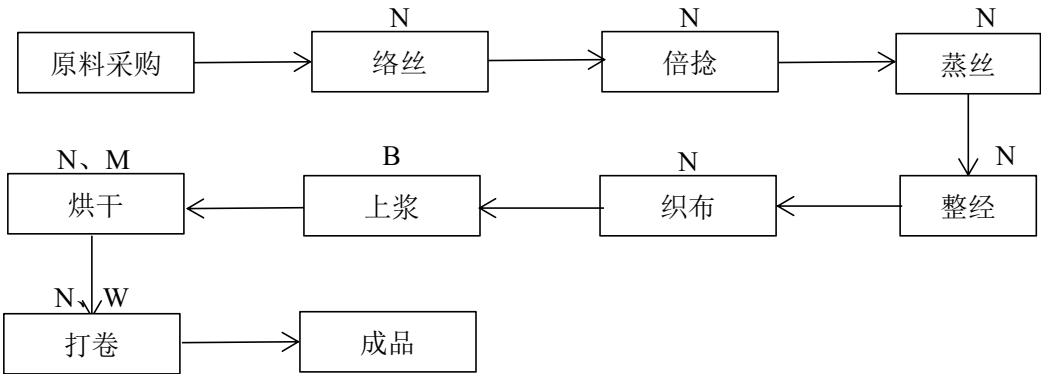 N N N
原料采购 络丝 倍捻 蒸丝
N、M B N N
烘干 上浆 织布 整经
N、W
打卷 成品